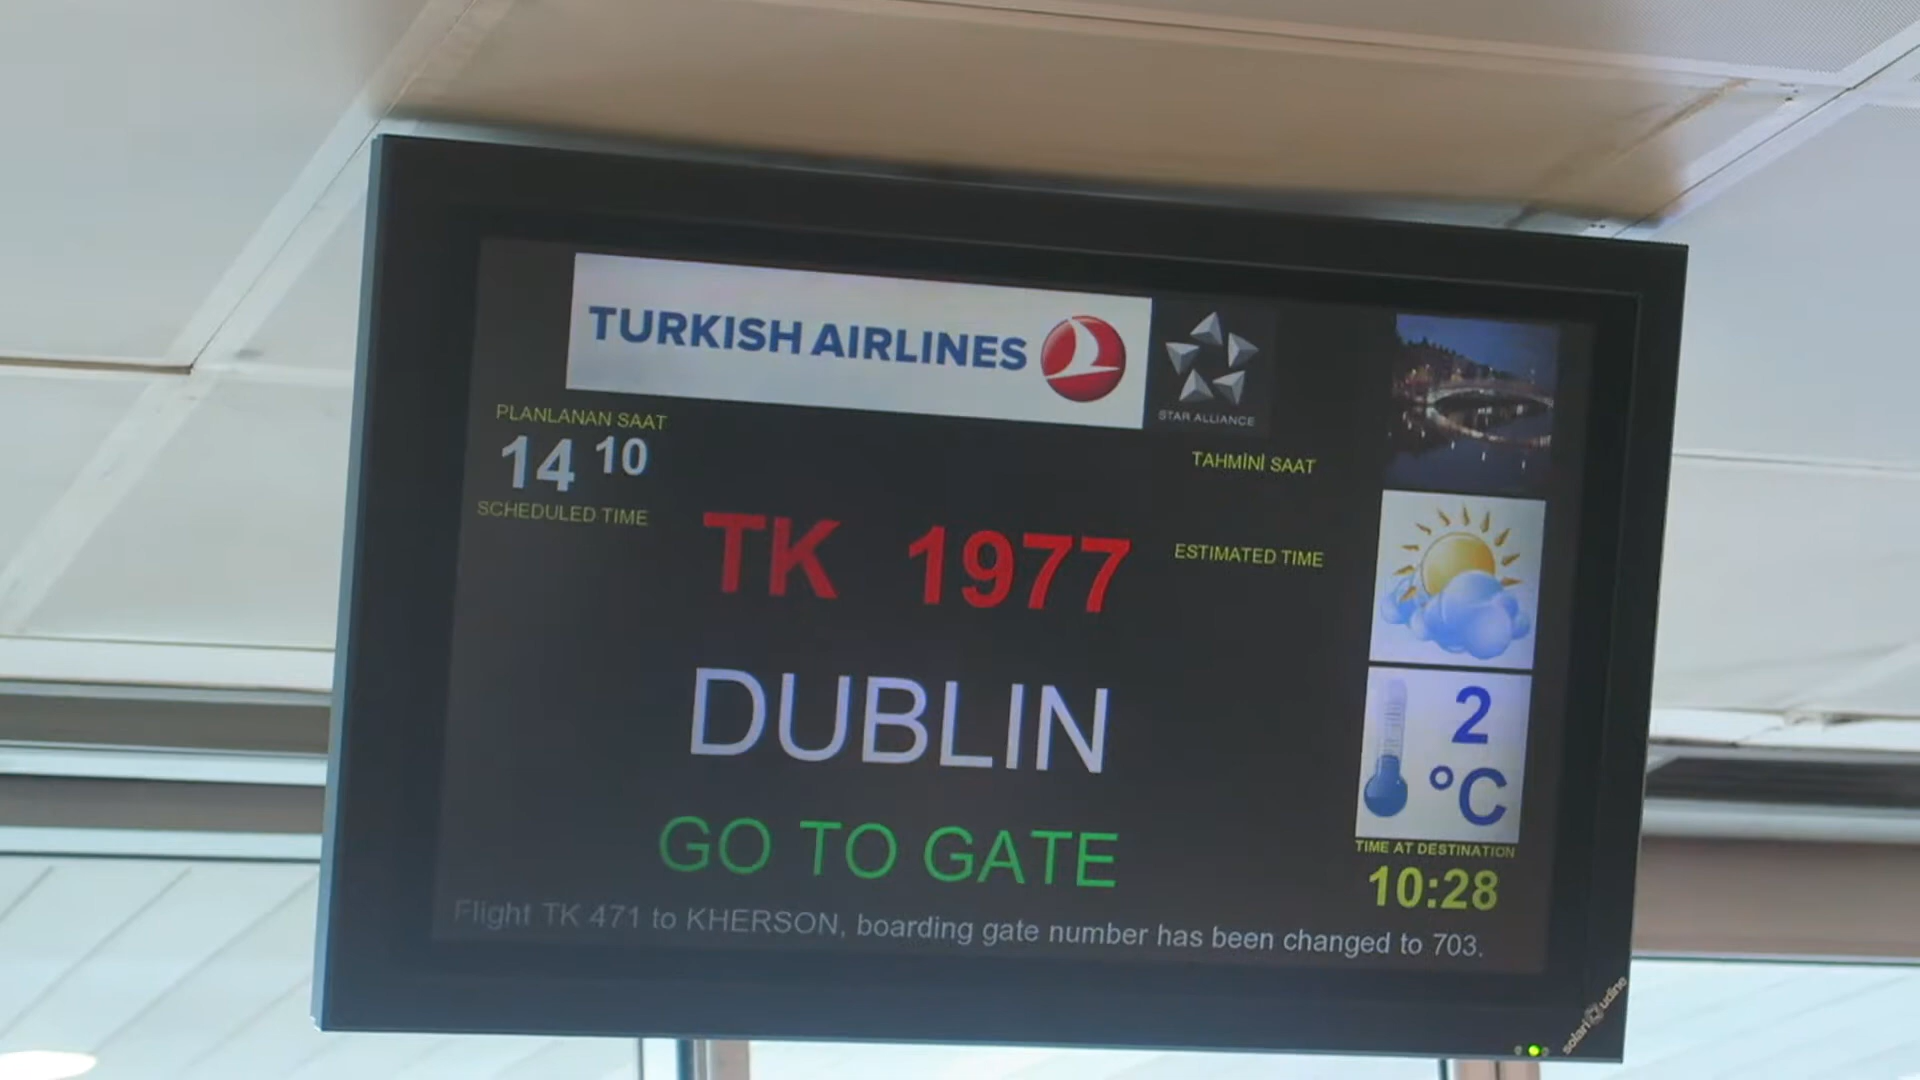 TURKISH AIRLINES
STAR ALLIANCE
PLANLANAN SAAT
14 10
SCHEDULED TIME
TAHMİNİ SAAT
ESTIMATED TIME
TK 1977
DUBLIN
GO TO GATE
2
°C
TIME AT DESTINATION
10:28
Flight TK 471 to KHERSON, boarding gate number has been changed to 703.
solari udine